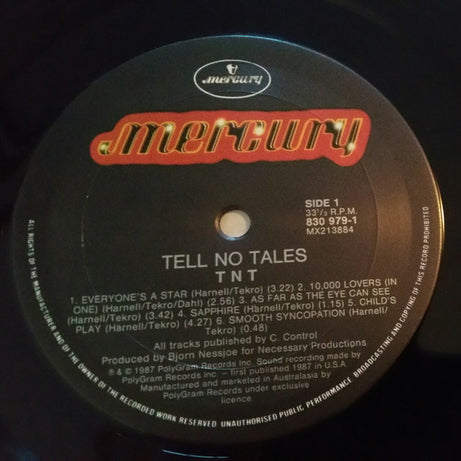 mercury
mercury
SIDE 1
33⅓ R.P.M.
830 979-1
MX213884
TELL NO TALES
TNT
1. EVERYONE'S A STAR (Harnell/Tekro) (3.22) 2. 10,000 LOVERS (IN
ONE) (Harnell/Tekro/Dahl) (2.56) 3. AS FAR AS THE EYE CAN SEE
(Harnell/Tekro) (3.42) 4. SAPPHIRE (Harnell/Tekro) (1.15) 5. CHILD'S
PLAY (Harnell/Tekro) (4.27) 6. SMOOTH SYNCOPATION (Harnell/
Tekro) (0.48)
All tracks published by C. Control
Produced by Bjorn Nessjoe for Necessary Productions
℗ & © 1987 PolyGram Records Inc. Sound recording made by
PolyGram Records Inc — first published 1987 in U.S.A.
Manufactured and marketed in Australasia by
PolyGram Records under exclusive
licence.
ALL RIGHTS OF THE MANUFACTURER AND OF THE OWNER OF THE RECORDED WORK RESERVED UNAUTHORISED PUBLIC PERFORMANCE BROADCASTING AND COPYING OF THIS RECORD PROHIBITED